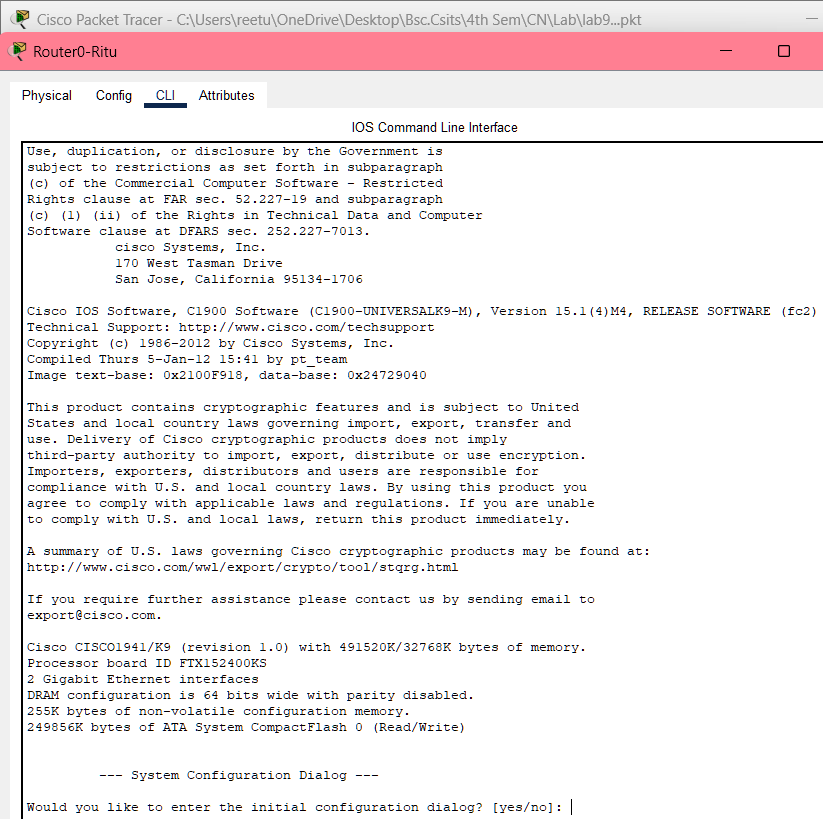 Cisco Packet Tracer - C:\Users\reetu\OneDrive\Desktop\Bsc.Csits\4th Sem\CN\Lab\lab9...pkt
Router0-Ritu
Physical Config CLI Attributes
IOS Command Line Interface
Use, duplication, or disclosure by the Government is
subject to restrictions as set forth in subparagraph
(c) of the Commercial Computer Software - Restricted
Rights clause at FAR sec. 52.227-19 and subparagraph
(c) (1) (ii) of the Rights in Technical Data and Computer
Software clause at DFARS sec. 252.227-7013.
cisco Systems, Inc.
170 West Tasman Drive
San Jose, California 95134-1706
Cisco IOS Software, C1900 Software (C1900-UNIVERSALK9-M), Version 15.1(4)M4, RELEASE SOFTWARE (fc2)
Technical Support: http://www.cisco.com/techsupport
Copyright (c) 1986-2012 by Cisco Systems, Inc.
Compiled Thurs 5-Jan-12 15:41 by pt_team
Image text-base: 0x2100F918, data-base: 0x24729040
This product contains cryptographic features and is subject to United
States and local country laws governing import, export, transfer and
use. Delivery of Cisco cryptographic products does not imply
third-party authority to import, export, distribute or use encryption.
Importers, exporters, distributors and users are responsible for
compliance with U.S. and local country laws. By using this product you
agree to comply with applicable laws and regulations. If you are unable
to comply with U.S. and local laws, return this product immediately.
A summary of U.S. laws governing Cisco cryptographic products may be found at:
http://www.cisco.com/wwl/export/crypto/tool/stqrg.html
If you require further assistance please contact us by sending email to
export@cisco.com.
Cisco CISCO1941/K9 (revision 1.0) with 491520K/32768K bytes of memory.
Processor board ID FTX152400KS
2 Gigabit Ethernet interfaces
DRAM configuration is 64 bits wide with parity disabled.
255K bytes of non-volatile configuration memory.
249856K bytes of ATA System CompactFlash 0 (Read/Write)
--- System Configuration Dialog ---
Would you like to enter the initial configuration dialog? [yes/no]: